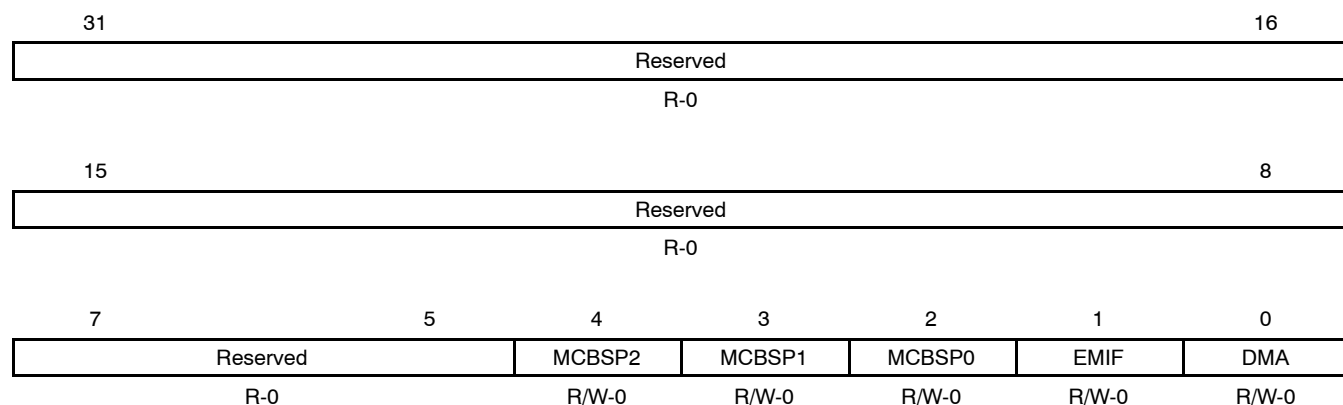 31 16
Reserved
R-0
15 8
Reserved
R-0
7 5 4 3 2 1 0
Reserved MCBSP2 MCBSP1 MCBSP0 EMIF DMA
R-0 R/W-0 R/W-0 R/W-0 R/W-0 R/W-0